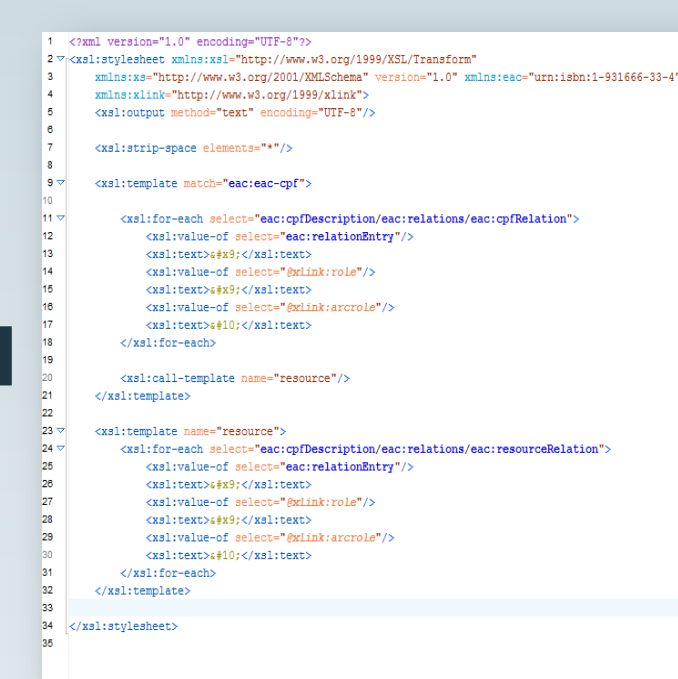 1 <?xml version="1.0" encoding="UTF-8"?>
2 <xsl:stylesheet xmlns:xsl="http://www.w3.org/1999/XSL/Transform"
3 xmlns:xs="http://www.w3.org/2001/XMLSchema" version="1.0" xmlns:eac="urn:isbn:1-931666-33-4"
4 xmlns:xlink="http://www.w3.org/1999/xlink">
5 <xsl:output method="text" encoding="UTF-8"/>
6
7 <xsl:strip-space elements="*"/>
8
9 <xsl:template match="eac:eac-cpf">
10
11 <xsl:for-each select="eac:cpfDescription/eac:relations/eac:cpfRelation">
12 <xsl:value-of select="eac:relationEntry"/>
13 <xsl:text>&#x9;</xsl:text>
14 <xsl:value-of select="@xlink:role"/>
15 <xsl:text>&#x9;</xsl:text>
16 <xsl:value-of select="@xlink:arcrole"/>
17 <xsl:text>&#10;</xsl:text>
18 </xsl:for-each>
19
20 <xsl:call-template name="resource"/>
21 </xsl:template>
22
23 <xsl:template name="resource">
24 <xsl:for-each select="eac:cpfDescription/eac:relations/eac:resourceRelation">
25 <xsl:value-of select="eac:relationEntry"/>
26 <xsl:text>&#x9;</xsl:text>
27 <xsl:value-of select="@xlink:role"/>
28 <xsl:text>&#x9;</xsl:text>
29 <xsl:value-of select="@xlink:arcrole"/>
30 <xsl:text>&#10;</xsl:text>
31 </xsl:for-each>
32 </xsl:template>
33
34 </xsl:stylesheet>
35